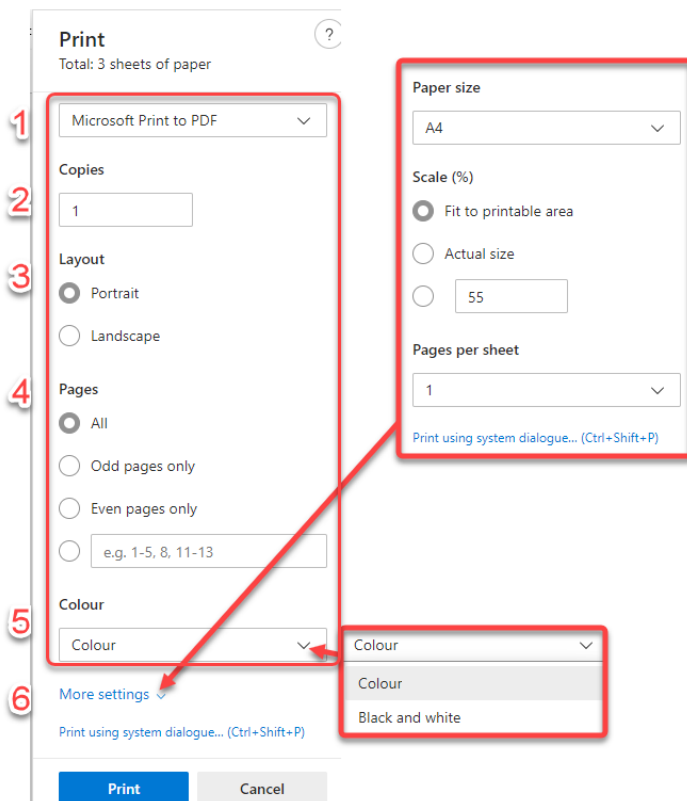 Print
?
Total: 3 sheets of paper
1
Microsoft Print to PDF
Copies
2
1
Layout
3
Portrait
Landscape
4
Pages
All
Odd pages only
Even pages only
e.g. 1-5, 8, 11-13
Colour
5
Colour
6
More settings
Print using system dialogue... (Ctrl+Shift+P)
Print
Cancel
Paper size
A4
Scale (%)
Fit to printable area
Actual size
55
Pages per sheet
1
Print using system dialogue... (Ctrl+Shift+P)
Colour
Colour
Black and white